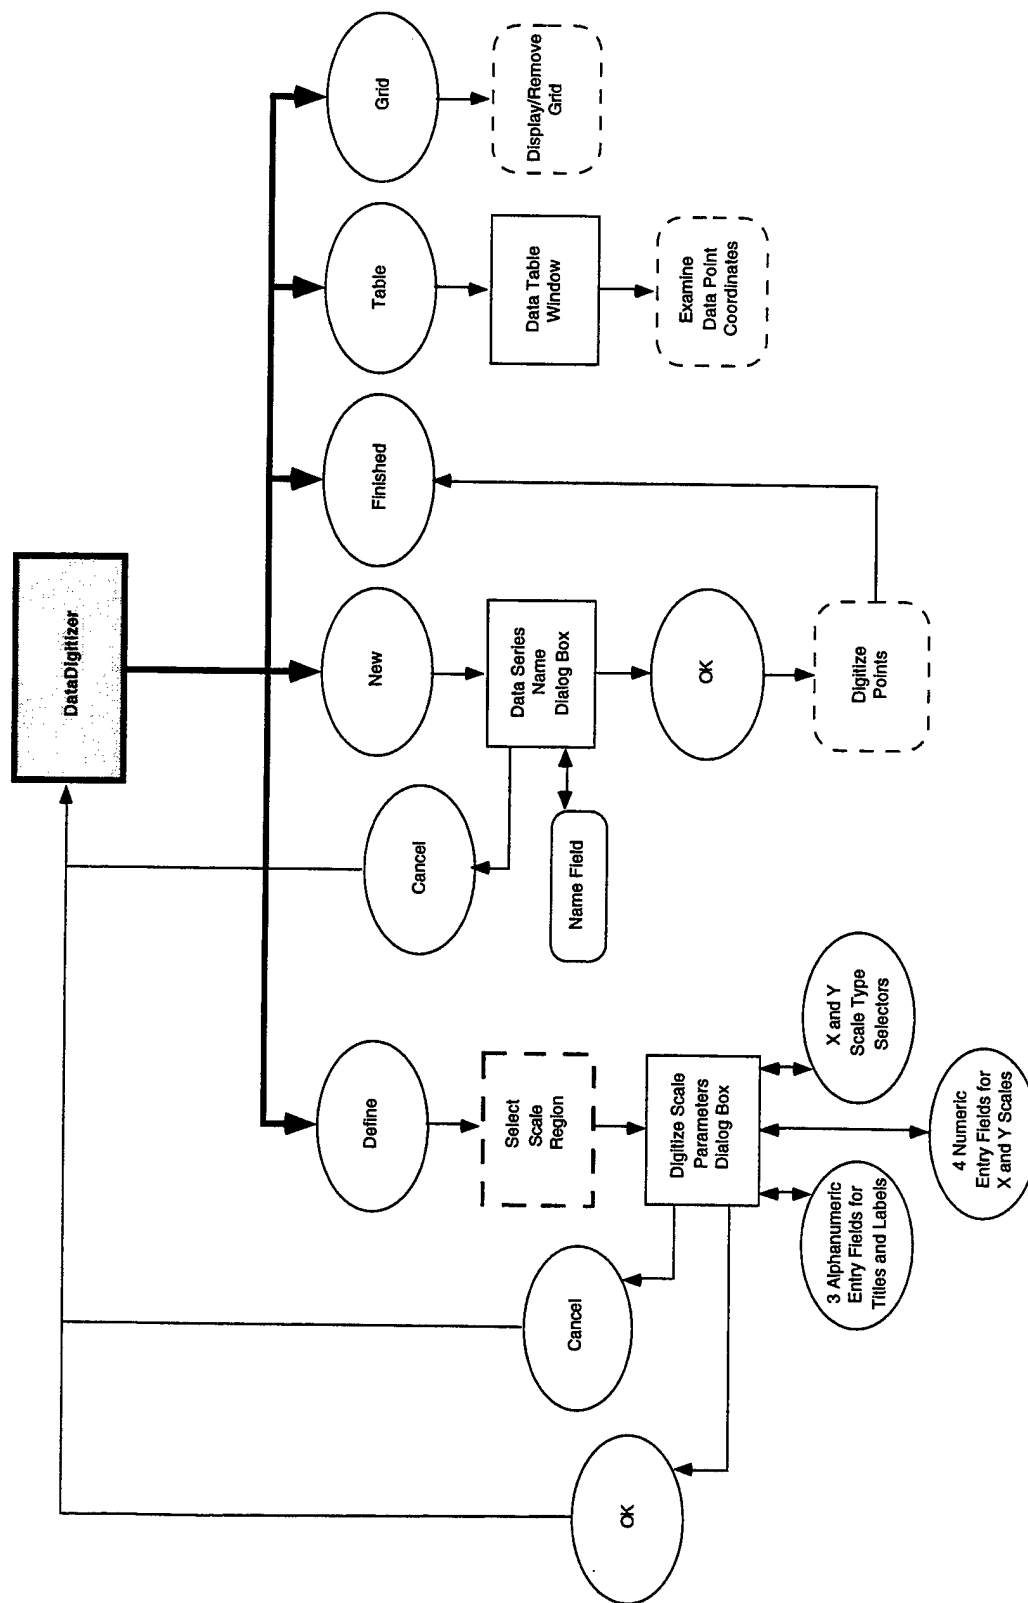 DataDigitizer
Define
New
Finished
Table
Grid
Select
Scale
Region
Cancel
Data Series
Name
Dialog Box
Data Table
Window
Display/Remove
Grid
OK
Cancel
Name Field
Digitize Scale
Parameters
Dialog Box
OK
Examine
Data Point
Coordinates
3 Alphanumeric
Entry Fields for
Titles and Labels
X and Y
Scale Type
Selectors
Digitize
Points
4 Numeric
Entry Fields for
X and Y Scales